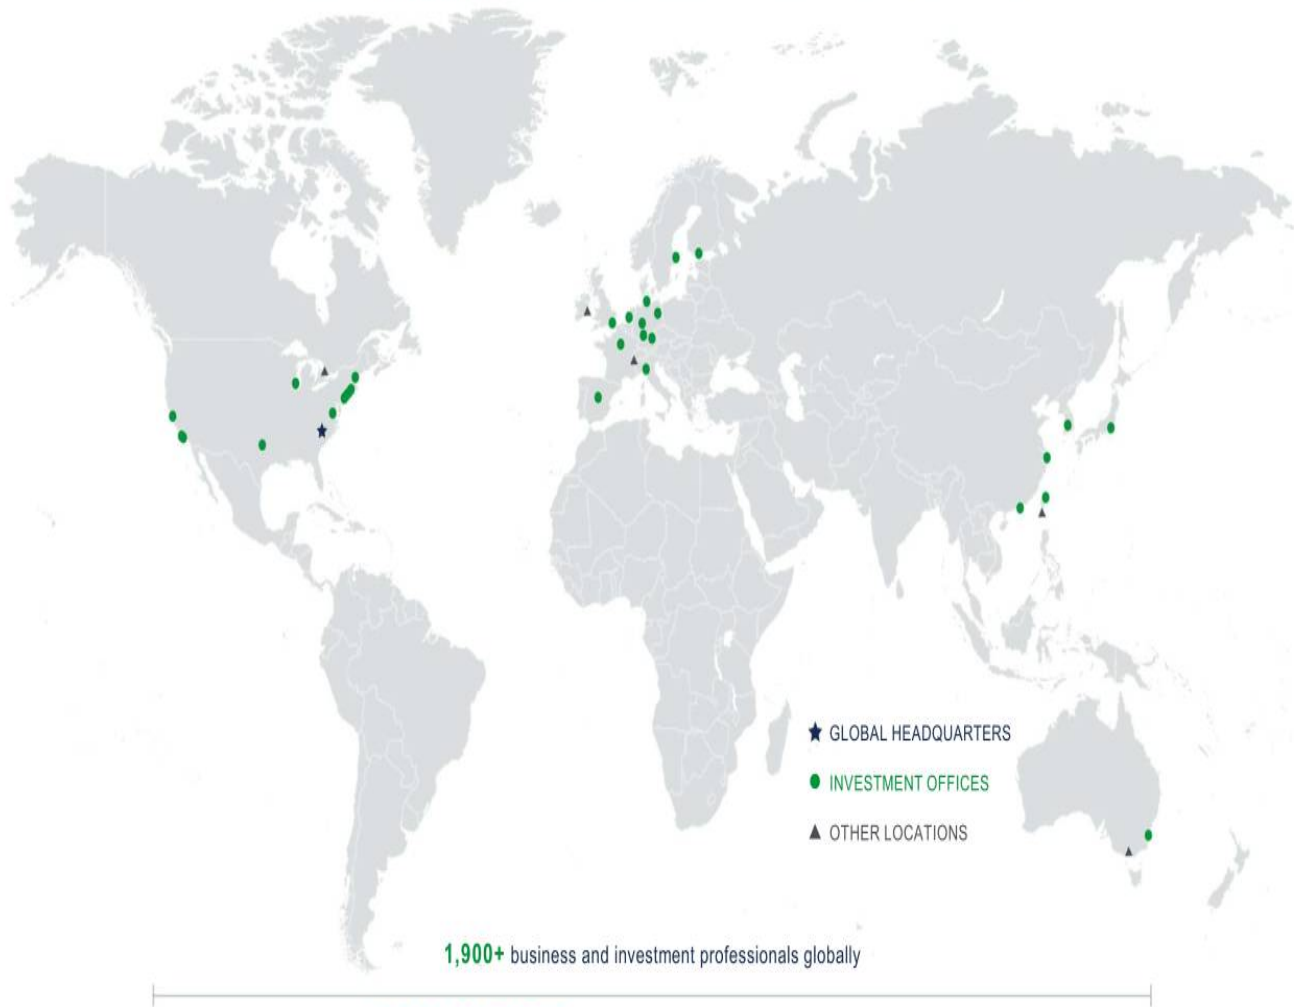 GLOBAL HEADQUARTERS
INVESTMENT OFFICES
OTHER LOCATIONS
1,900+ business and investment professionals globally